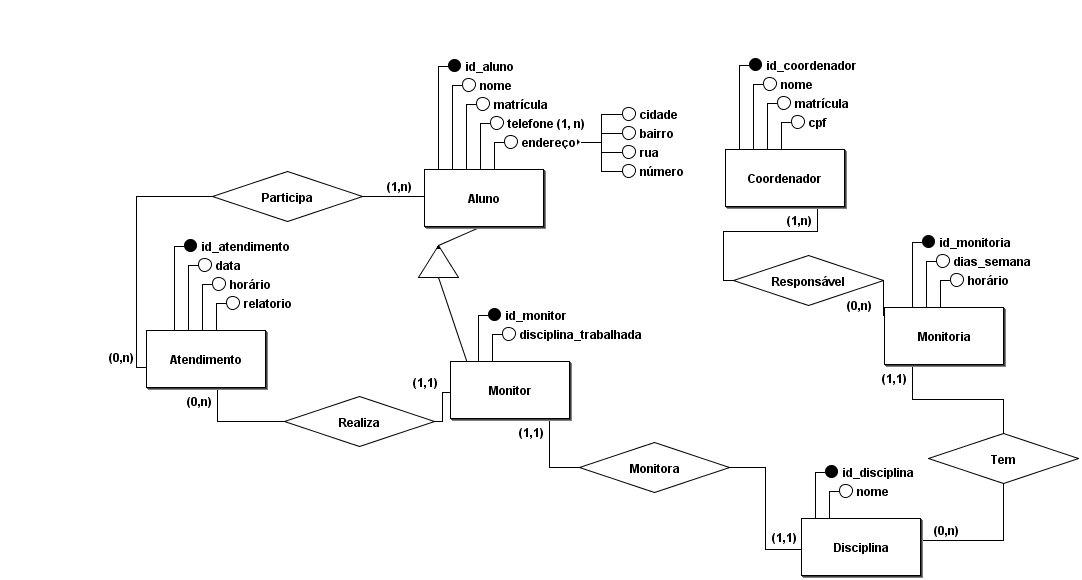 id_aluno
nome
matrícula
telefone (1, n)
endereço
cidade
bairro
rua
número
Aluno
(1,n)
Participa
id_coordenador
nome
matrícula
cpf
Coordenador
(1,n)
Responsável
(0,n)
id_monitoria
dias_semana
horário
Monitoria
(1,1)
id_atendimento
data
horário
relatorio
(0,n)
Atendimento
(0,n)
Realiza
(1,1)
id_monitor
disciplina_trabalhada
Monitor
(1,1)
Monitora
(1,1)
id_disciplina
nome
Disciplina
(0,n)
Tem